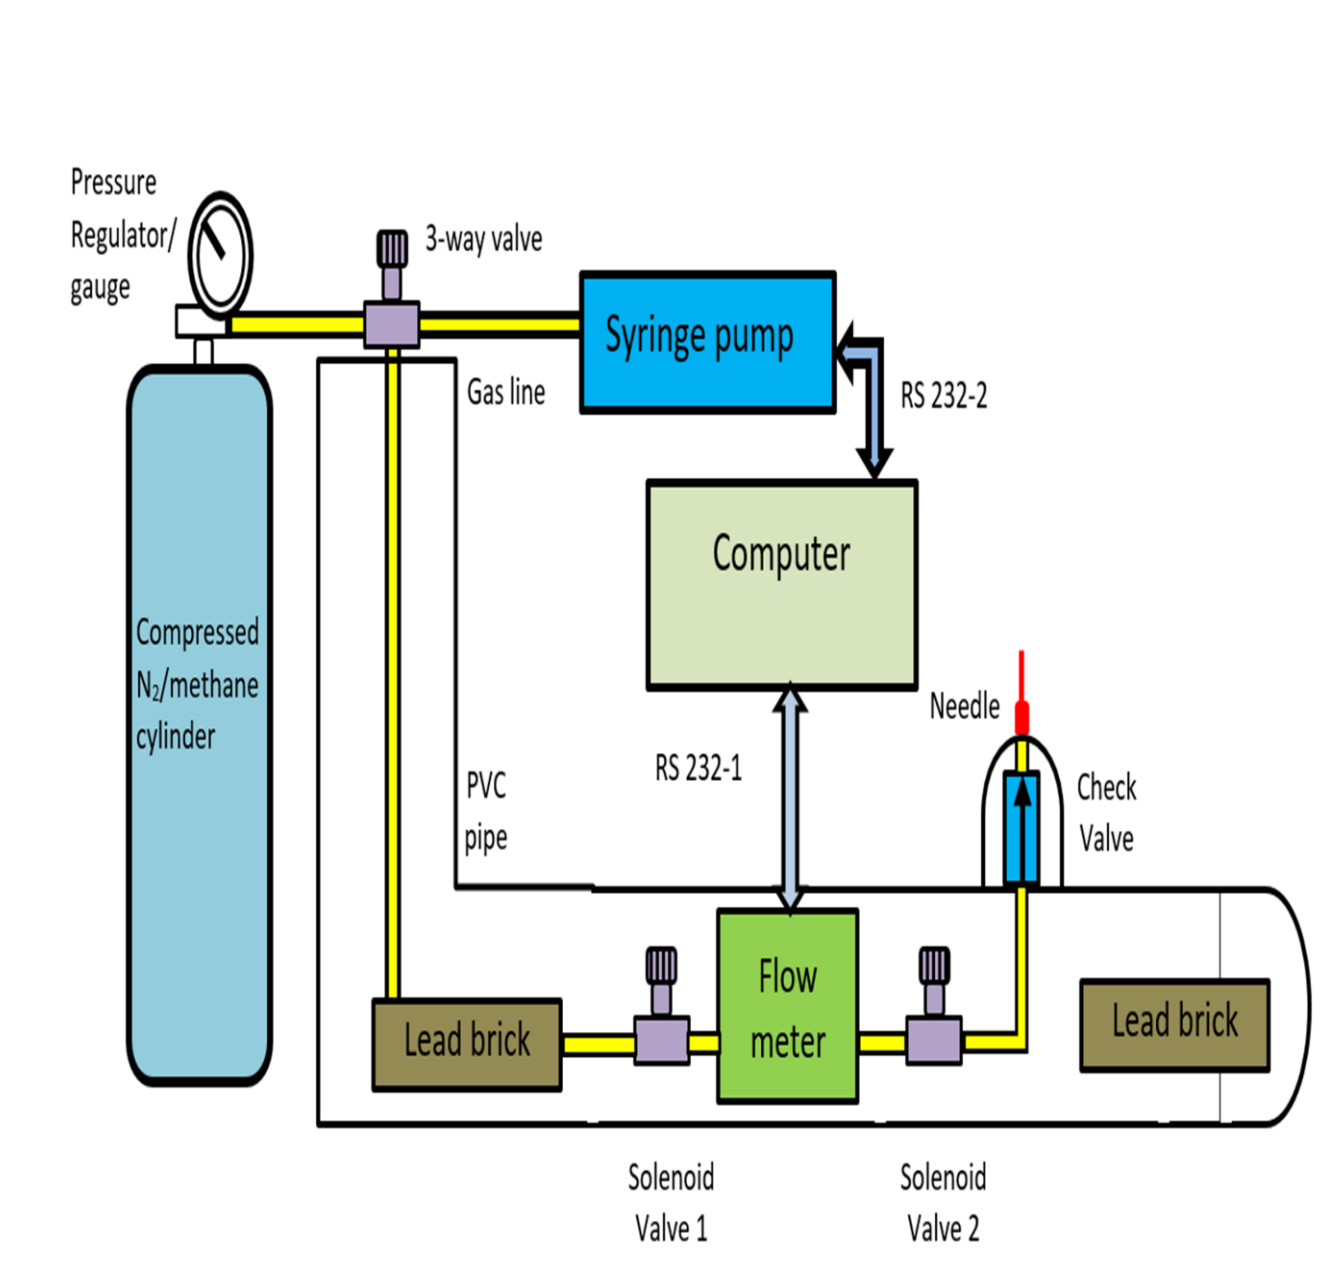 Pressure
Regulator/
gauge
3-way valve
Syringe pump
Gas line
RS 232-2
Computer
Compressed
N₂/methane
cylinder
Needle
RS 232-1
PVC
pipe
Check
Valve
Flow
meter
Lead brick
Lead brick
Solenoid
Valve 1
Solenoid
Valve 2